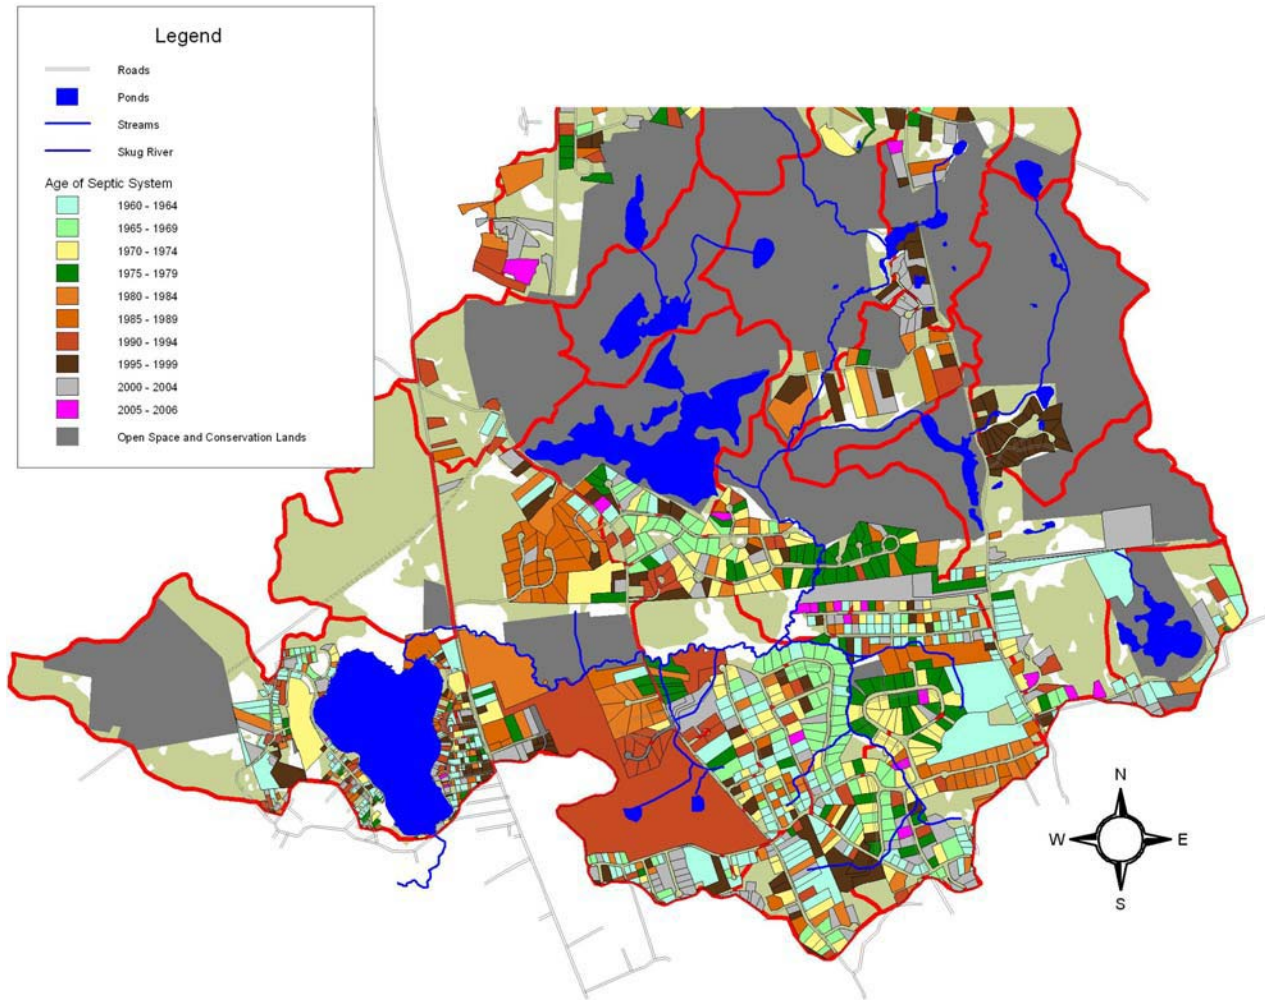 Legend
Roads
Ponds
Streams
Skug River
Age of Septic System
1960 - 1964
1965 - 1969
1970 - 1974
1975 - 1979
1980 - 1984
1985 - 1989
1990 - 1994
1995 - 1999
2000 - 2004
2005 - 2006
Open Space and Conservation Lands
N
W E
S